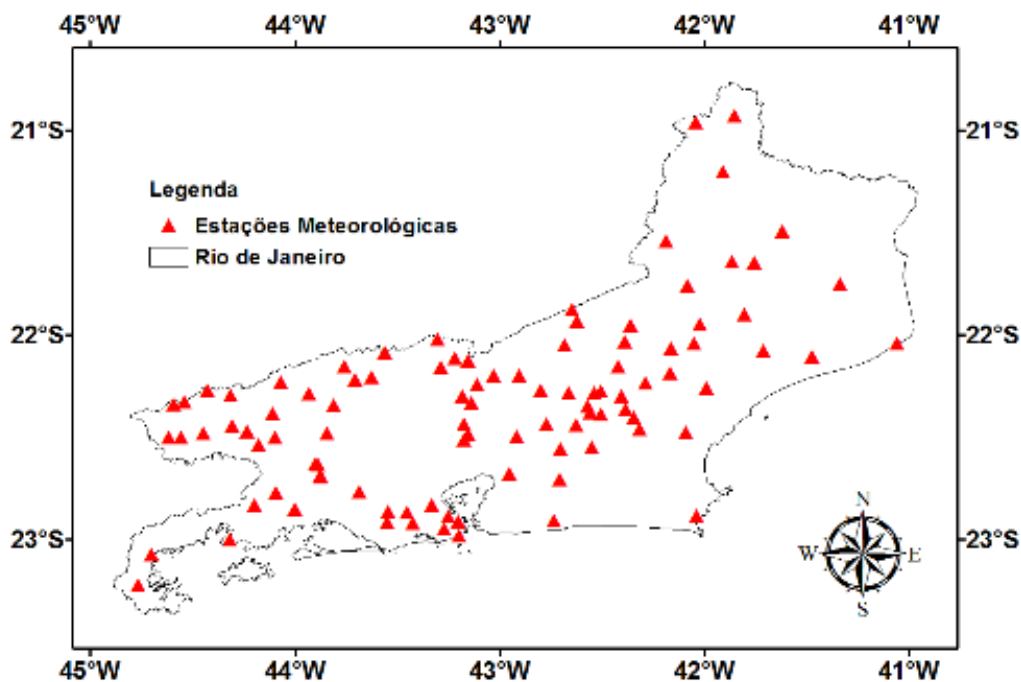 45°W 44°W 43°W 42°W 41°W
21°S 21°S
Legenda
Estações Meteorológicas
Rio de Janeiro
22°S 22°S
23°S 23°S
N
W E
S
45°W 44°W 43°W 42°W 41°W